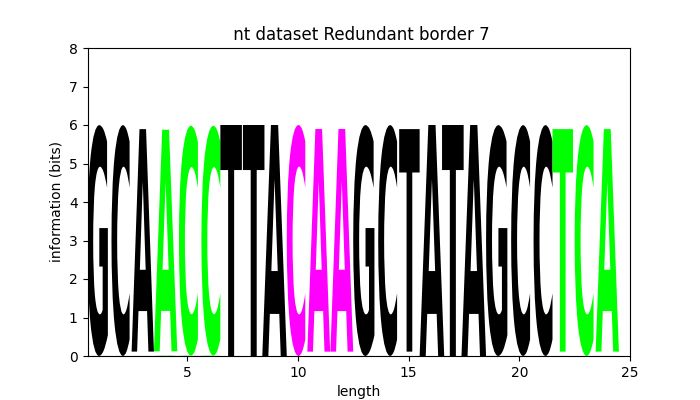 nt dataset Redundant border 7
8
7
6
5
4
3
2
1
0
information (bits)
GCAACCTTACAAGCTATAGCCTCA
5 10 15 20 25
length